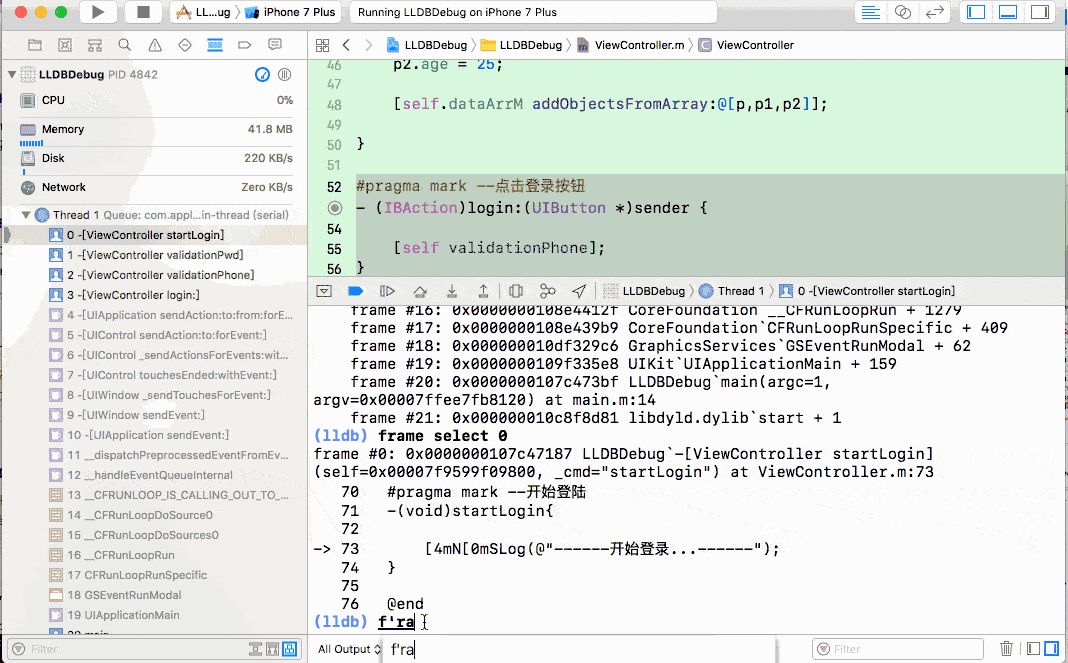 LL...ug 〉 iPhone 7 Plus
Running LLDBDebug on iPhone 7 Plus
LLDBDebug 〉 LLDBDebug 〉 ViewController.m 〉 C ViewController
LLDBDebug PID 4842
CPU 0%
Memory 41.8 MB
Disk 220 KB/s
Network Zero KB/s
Thread 1 Queue: com.appl...in-thread (serial)
0 -[ViewController startLogin]
1 -[ViewController validationPwd]
2 -[ViewController validationPhone]
3 -[ViewController login:]
4 -[UIApplication sendAction:to:from:forE...
5 -[UIControl sendAction:to:forEvent:]
6 -[UIControl _sendActionsForEvents:wit...
7 -[UIControl touchesEnded:withEvent:]
8 -[UIWindow _sendTouchesForEvent:]
9 -[UIWindow sendEvent:]
10 -[UIApplication sendEvent:]
11 __dispatchPreprocessedEventFromEv...
12 __handleEventQueueInternal
13 __CFRUNLOOP_IS_CALLING_OUT_TO_...
14 __CFRunLoopDoSource0
15 __CFRunLoopDoSources0
16 __CFRunLoopRun
17 CFRunLoopRunSpecific
18 GSEventRunModal
19 UIApplicationMain
20 main
Filter
46 p2.age = 25;
47
48 [self.dataArrM addObjectsFromArray:@[p,p1,p2]];
49
50 }
51
52 #pragma mark --点击登录按钮
- (IBAction)login:(UIButton *)sender {
54
55 [self validationPhone];
56 }
LLDBDebug 〉 Thread 1 〉 0 -[ViewController startLogin]
frame #16: 0x0000000108e4412f CoreFoundation`__CFRunLoopRun + 1279
frame #17: 0x0000000108e439b9 CoreFoundation`CFRunLoopRunSpecific + 409
frame #18: 0x000000010df329c6 GraphicsServices`GSEventRunModal + 62
frame #19: 0x0000000109f335e8 UIKit`UIApplicationMain + 159
frame #20: 0x0000000107c473bf LLDBDebug`main(argc=1,
argv=0x00007ffee7fb8120) at main.m:14
frame #21: 0x000000010c8f8d81 libdyld.dylib`start + 1
(lldb) frame select 0
frame #0: 0x0000000107c47187 LLDBDebug`-[ViewController startLogin]
(self=0x00007f9599f09800, _cmd="startLogin") at ViewController.m:73
70 #pragma mark --开始登陆
71 -(void)startLogin{
72
-> 73 [4mN[0mSLog(@"------开始登录...------");
74 }
75
76 @end
(lldb) f'ra
All Output
f'ra
Filter